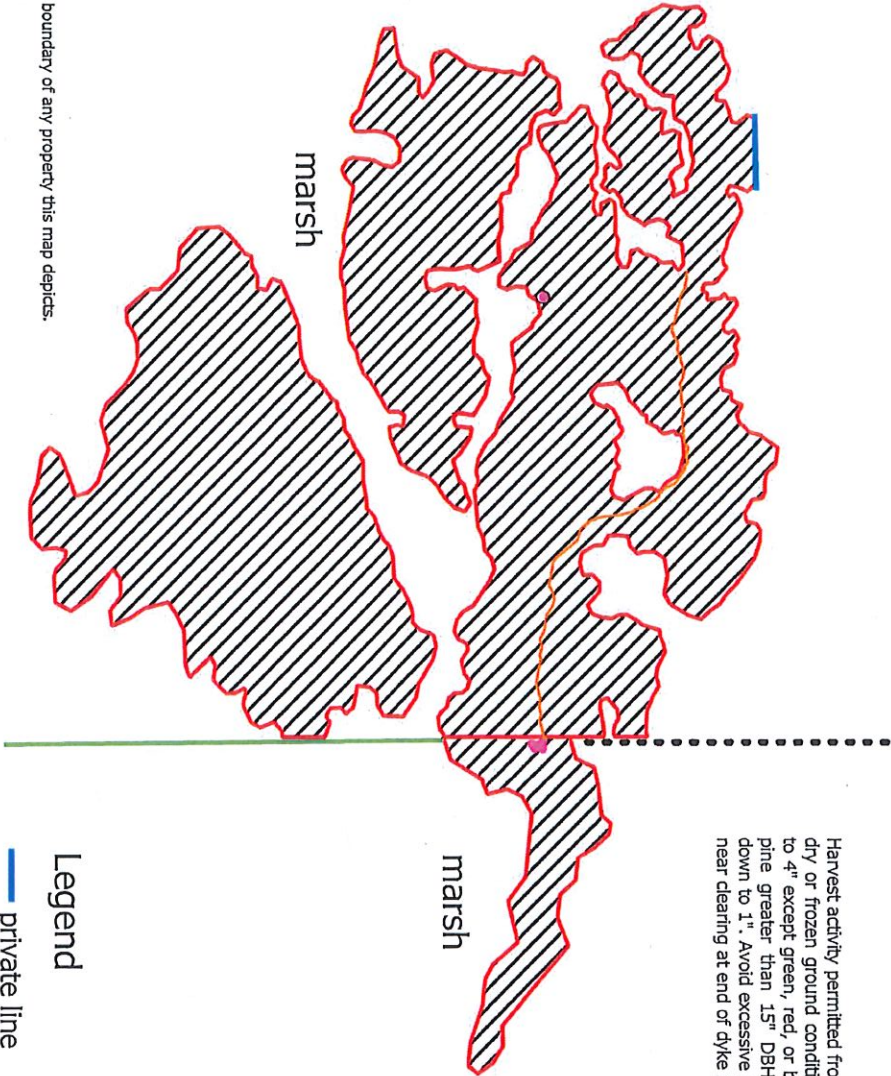 Harvest activity permitted
dry or frozen ground
to 4" except green, red, or
pine greater than 15" DBH
down to 1". Avoid excessive
near clearing at end of dyke
marsh
marsh
boundary of any property this map depicts.
Legend
private line